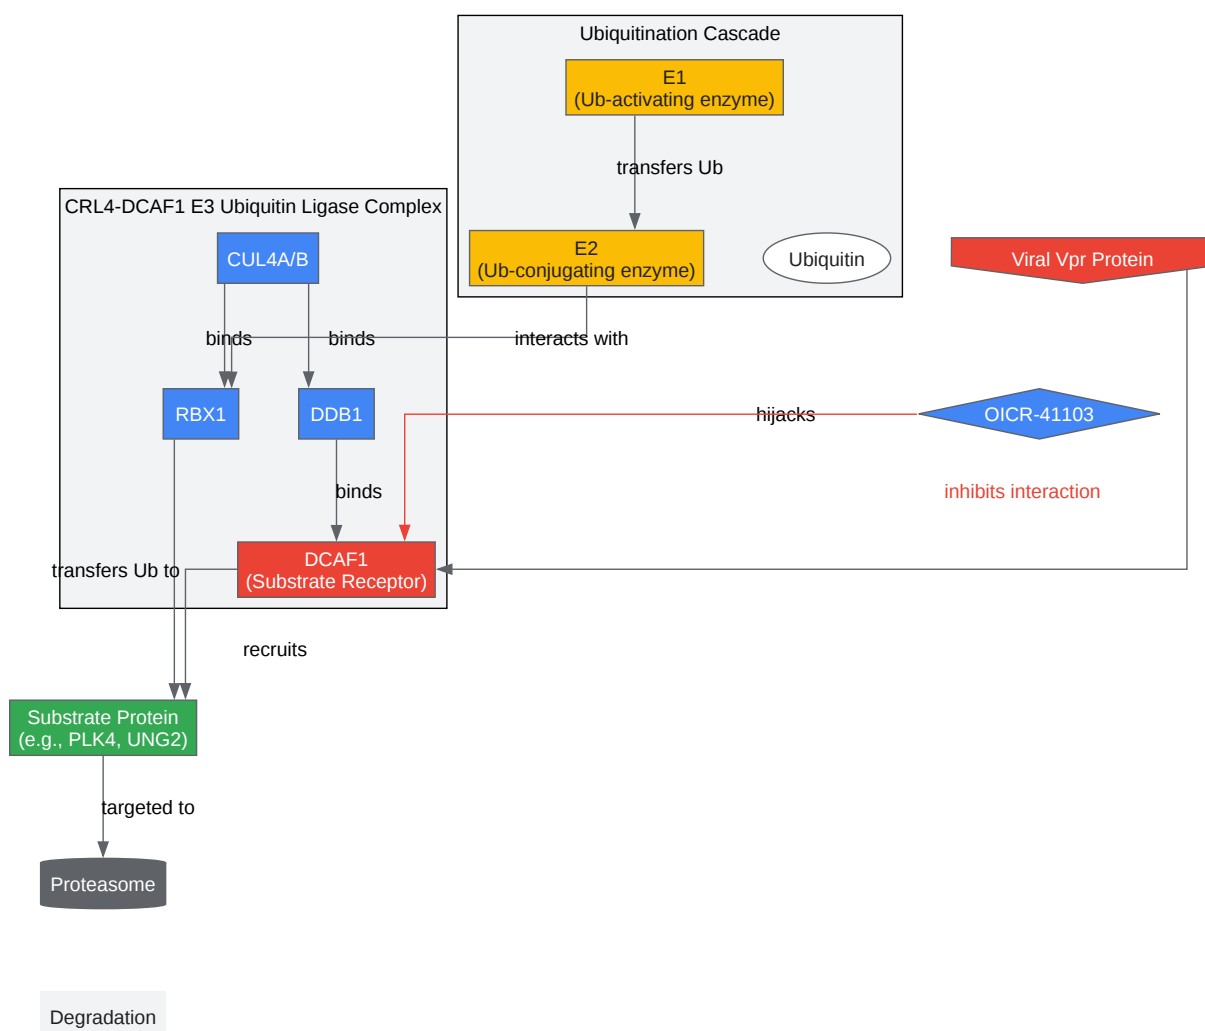 Ubiquitination Cascade
E1
(Ub-activating enzyme)
transfers Ub
CRL4-DCAF1 E3 Ubiquitin Ligase Complex
CUL4A/B
E2
(Ub-conjugating enzyme)
Ubiquitin
Viral Vpr Protein
binds
binds
interacts with
RBX1
DDB1
hijacks
OICR-41103
binds
inhibits interaction
DCAF1
(Substrate Receptor)
transfers Ub to
recruits
Substrate Protein
(e.g., PLK4, UNG2)
targeted to
Proteasome
Degradation